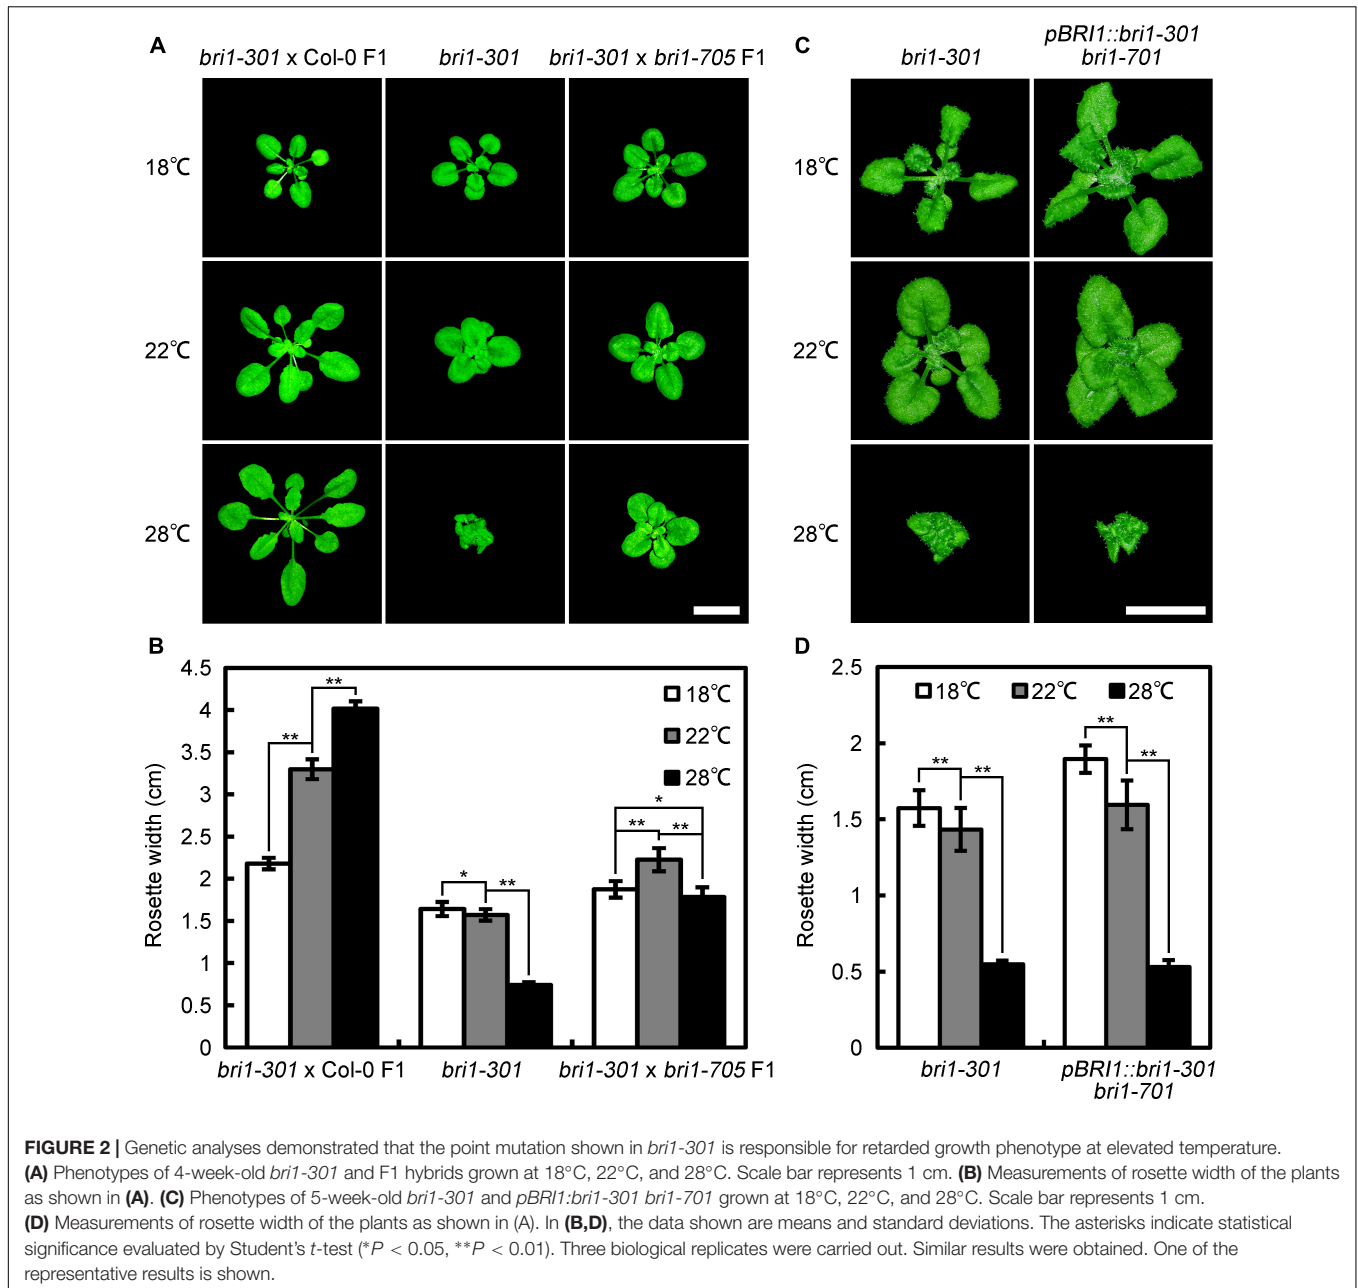 A
bri1-301 x Col-0 F1
bri1-301
bri1-301 x bri1-705 F1
18℃
22℃
28℃
C
bri1-301
pBRI1::bri1-301
bri1-701
18℃
22℃
28℃
B
4.5
4
3.5
3
2.5
2
1.5
1
0.5
0
Rosette width (cm)
18℃
22℃
28℃
**
**
*
**
*
**
**
bri1-301 x Col-0 F1
bri1-301
bri1-301 x bri1-705 F1
D
2.5
2
1.5
1
0.5
0
Rosette width (cm)
18℃
22℃
28℃
**
**
**
**
bri1-301
pBRI1::bri1-301
bri1-701
FIGURE 2 | Genetic analyses demonstrated that the point mutation shown in bri1-301 is responsible for retarded growth phenotype at elevated temperature.
(A) Phenotypes of 4-week-old bri1-301 and F1 hybrids grown at 18°C, 22°C, and 28°C. Scale bar represents 1 cm. (B) Measurements of rosette width of the plants
as shown in (A). (C) Phenotypes of 5-week-old bri1-301 and pBRI1:bri1-301 bri1-701 grown at 18°C, 22°C, and 28°C. Scale bar represents 1 cm.
(D) Measurements of rosette width of the plants as shown in (A). In (B,D), the data shown are means and standard deviations. The asterisks indicate statistical
significance evaluated by Student's t-test (*P < 0.05, **P < 0.01). Three biological replicates were carried out. Similar results were obtained. One of the
representative results is shown.